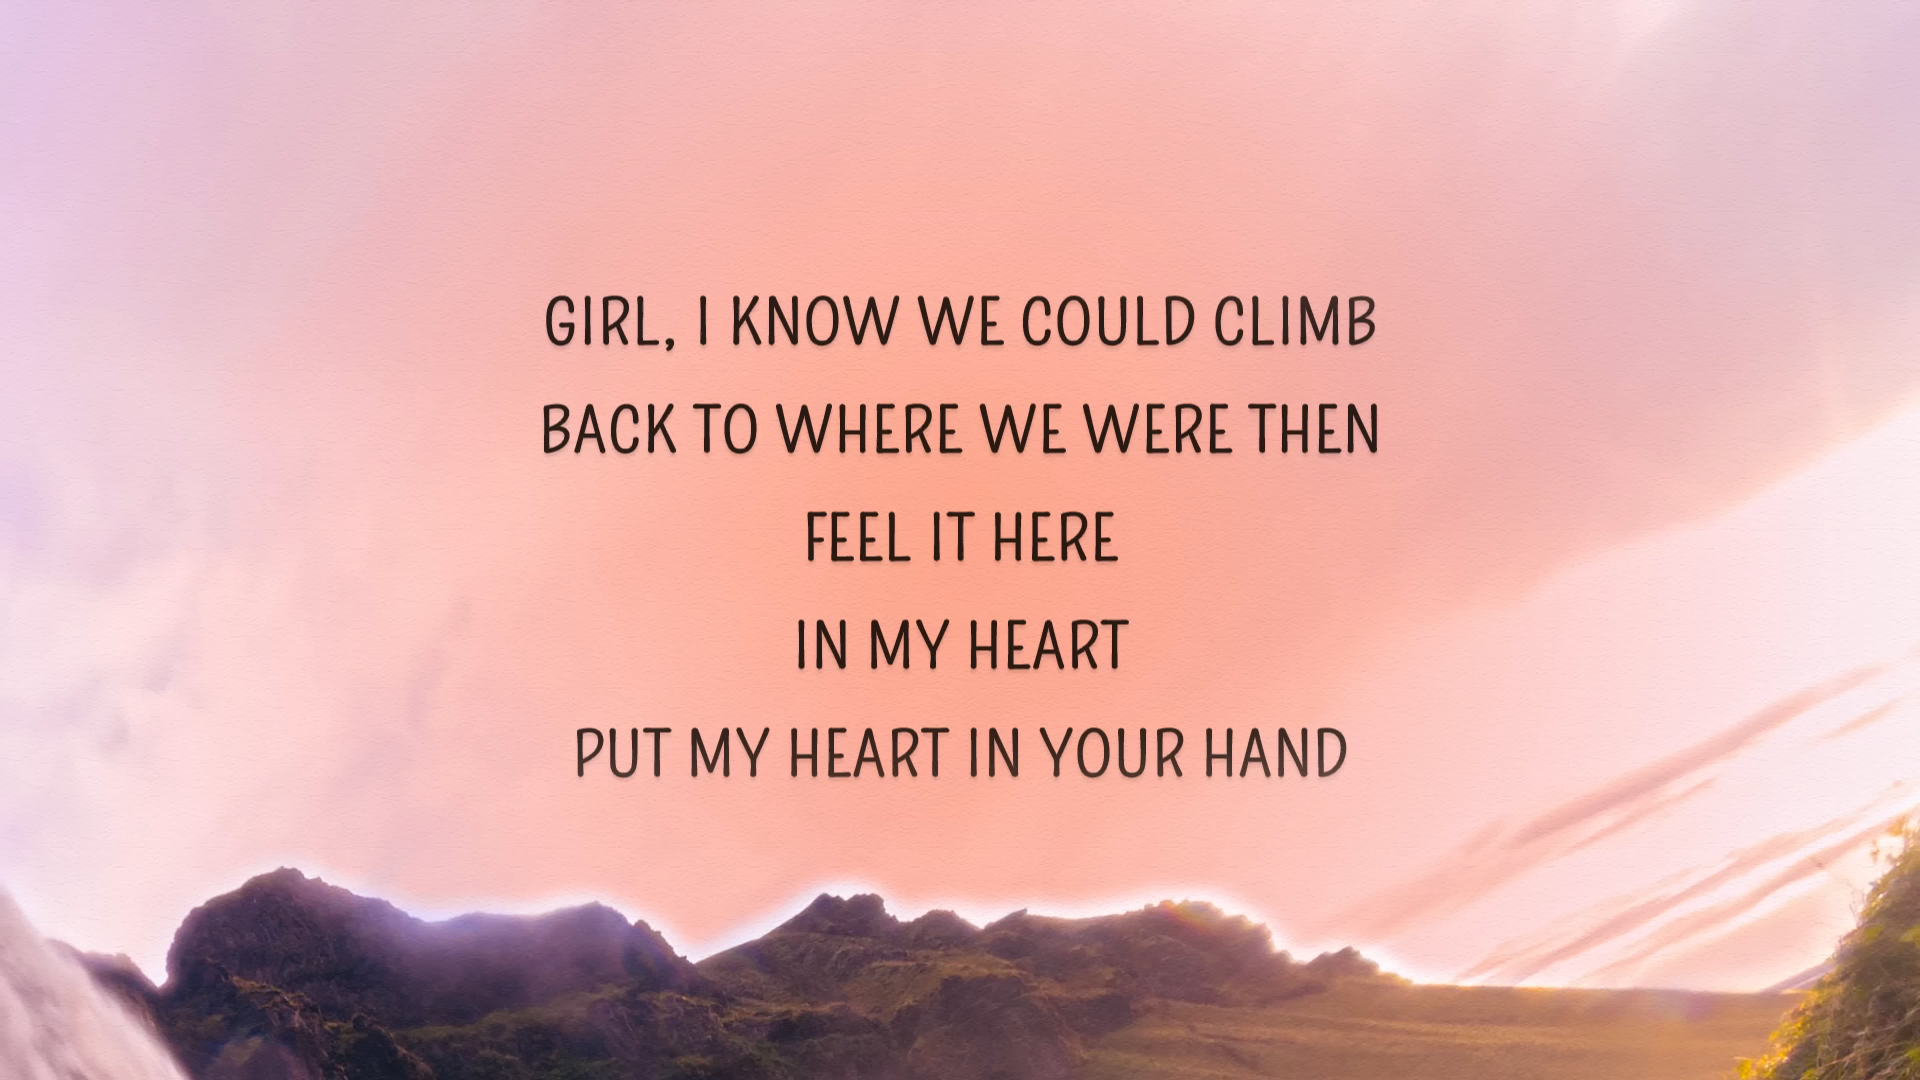 GIRL, I KNOW WE COULD CLIMB
BACK TO WHERE WE WERE THEN
FEEL IT HERE
IN MY HEART
PUT MY HEART IN YOUR HAND